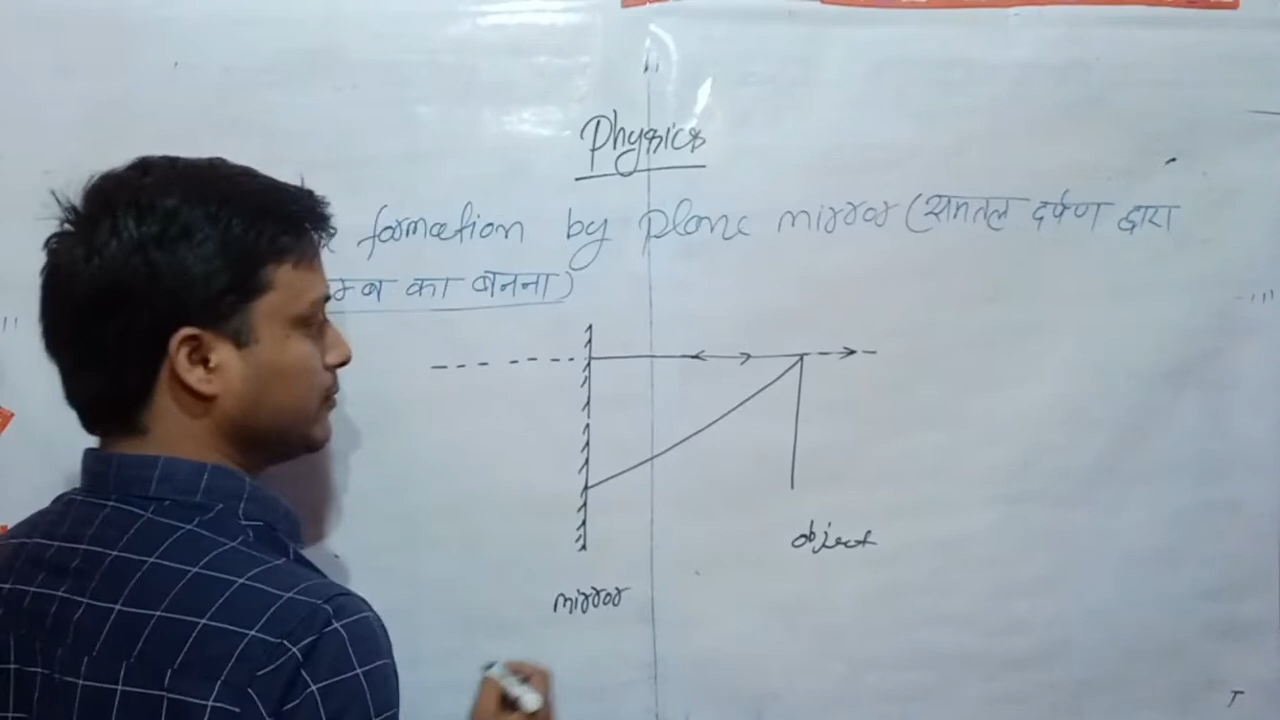 Physics
formation by plane mirror (समतल दर्पण द्वारा
म्ब का बनना)
object
mirror
T